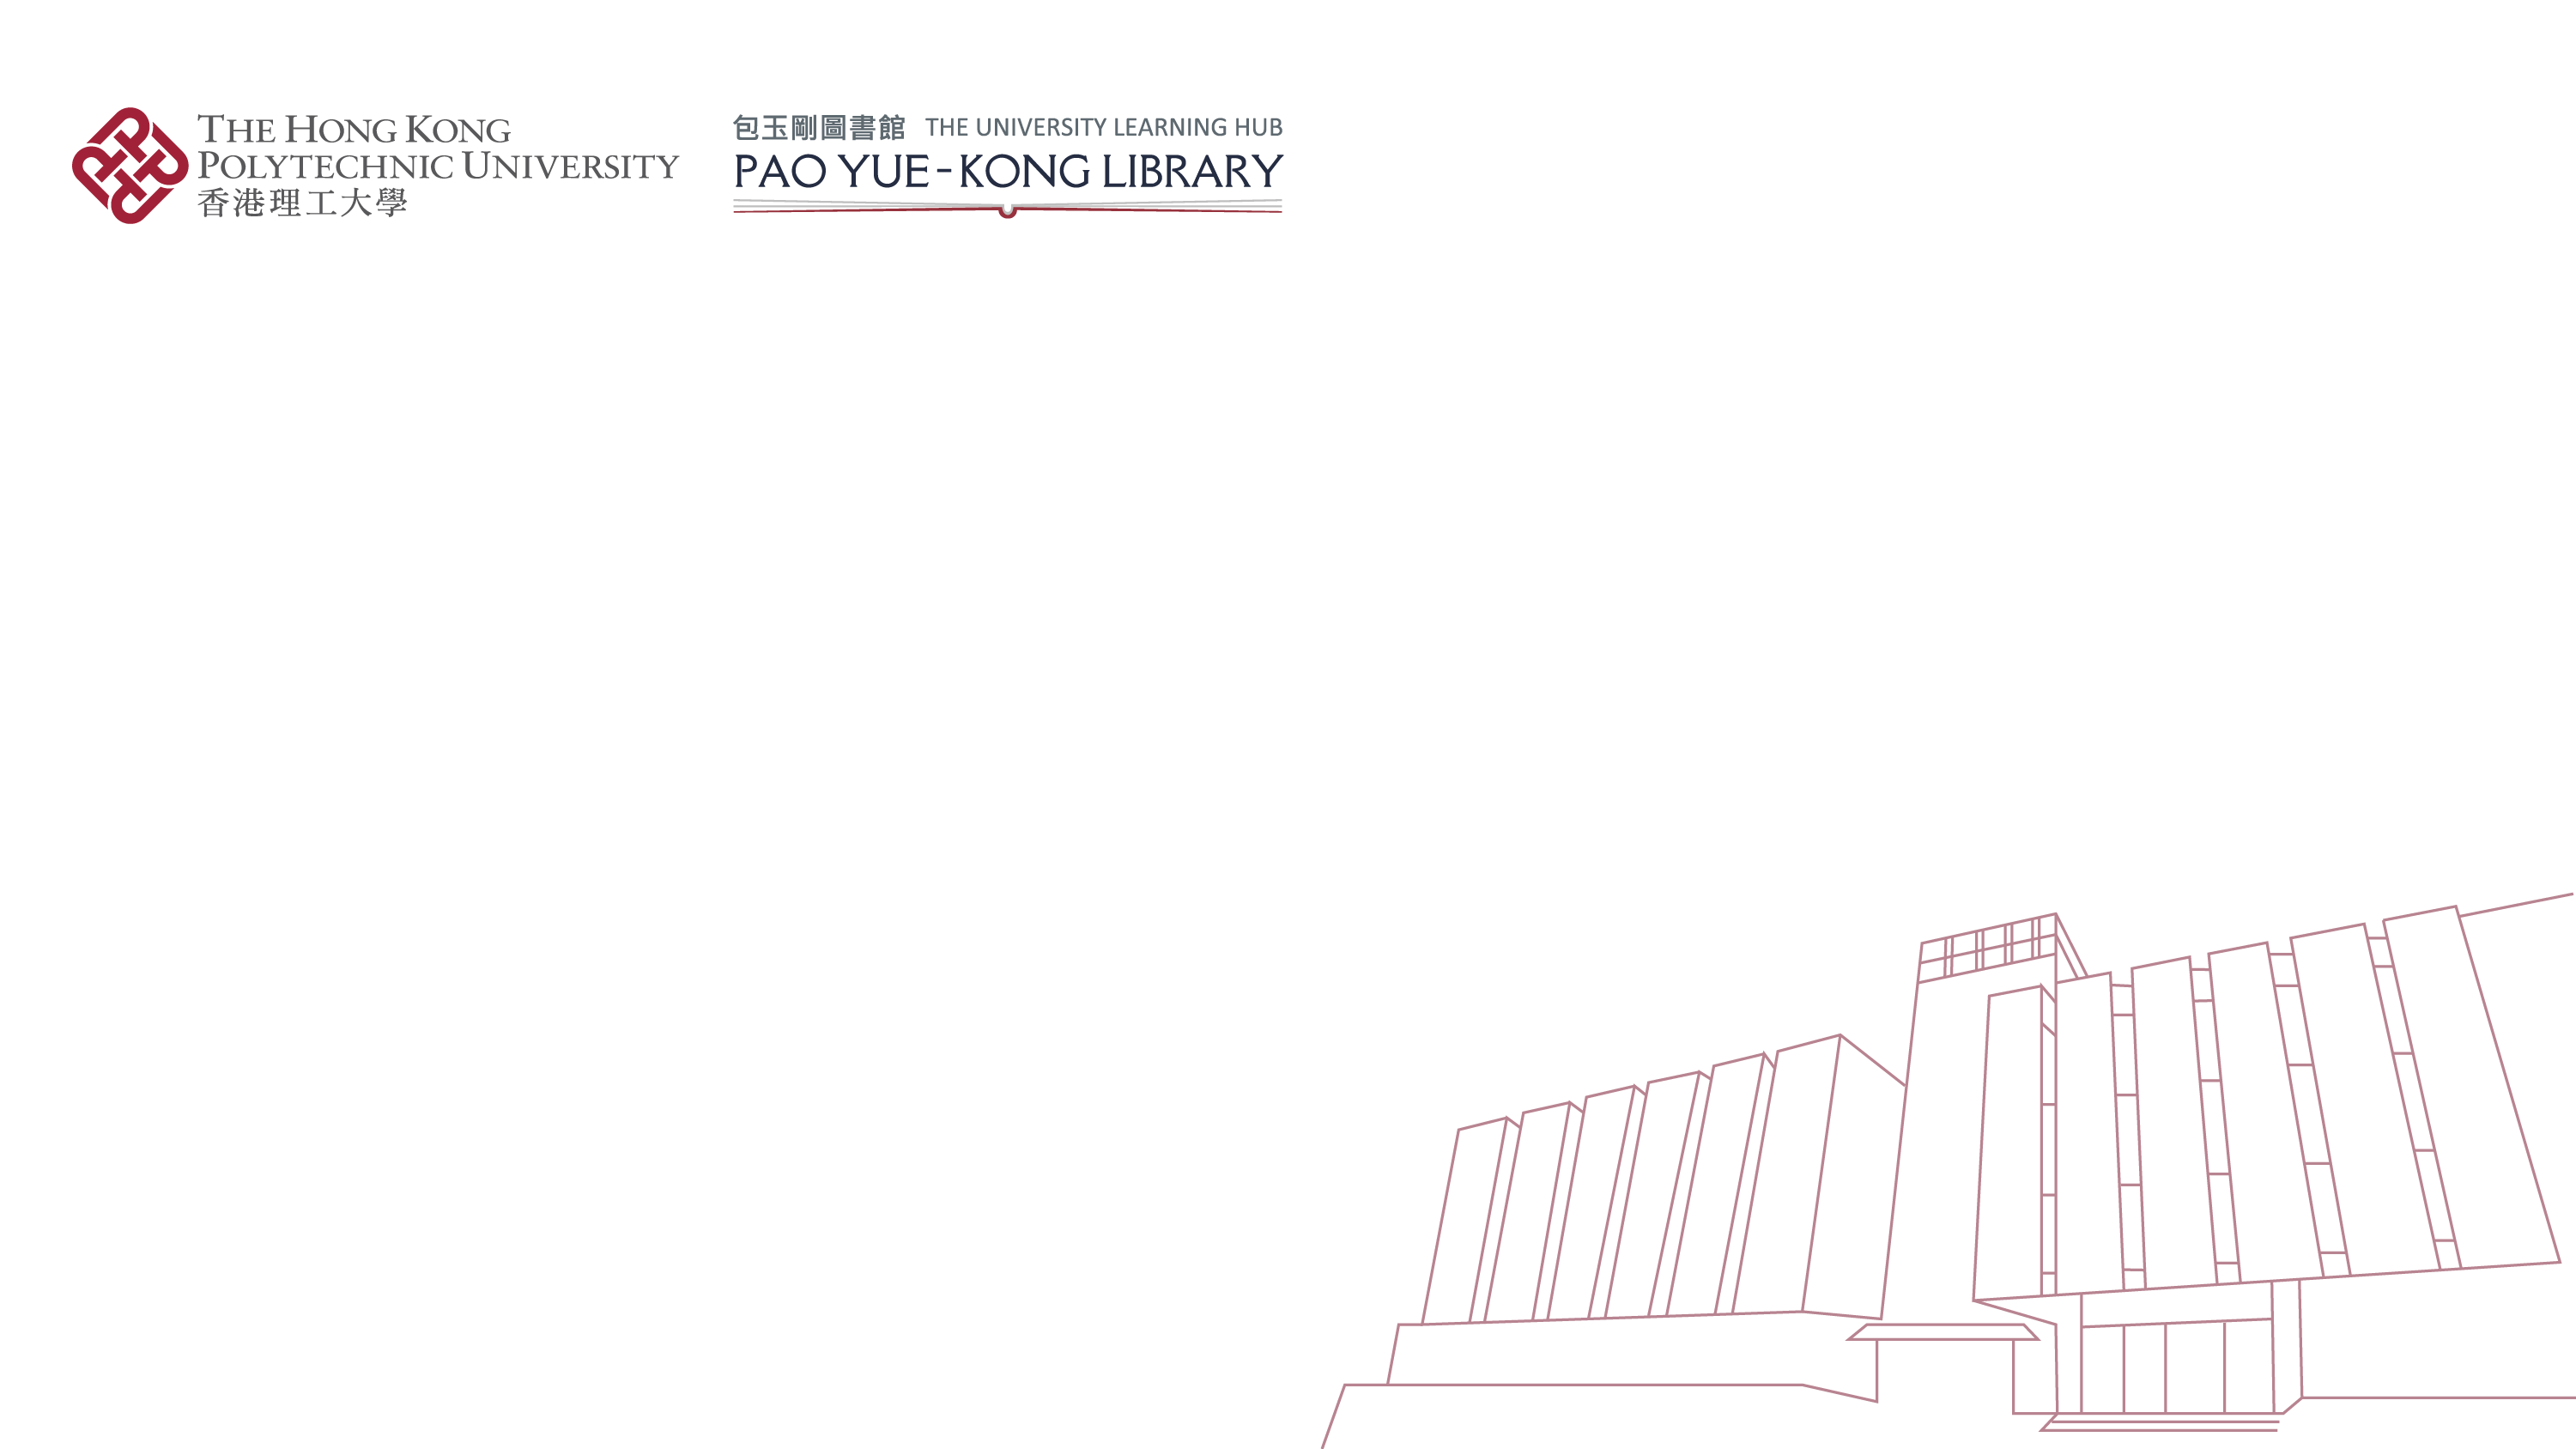 THE HONG KONG
POLYTECHNIC UNIVERSITY
香港理工大學
包玉剛圖書館 THE UNIVERSITY LEARNING HUB
PAO YUE-KONG LIBRARY